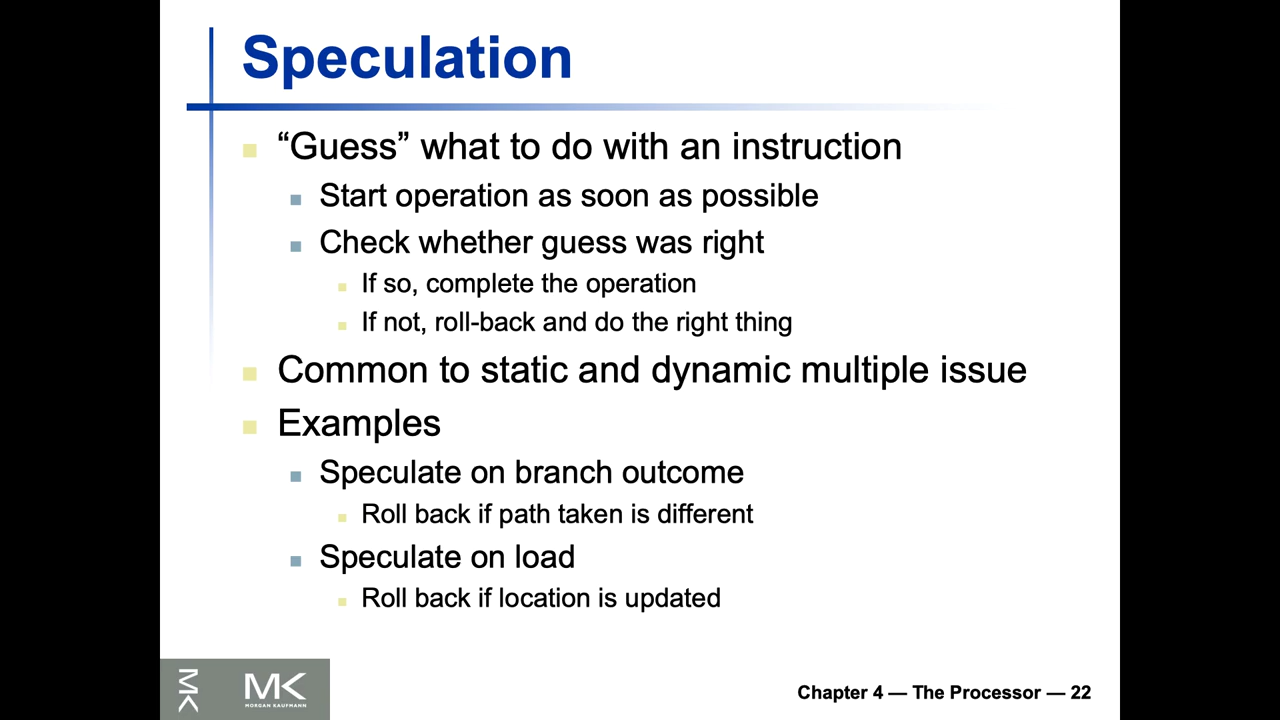 Speculation
“Guess” what to do with an instruction
Start operation as soon as possible
Check whether guess was right
If so, complete the operation
If not, roll-back and do the right thing
Common to static and dynamic multiple issue
Examples
Speculate on branch outcome
Roll back if path taken is different
Speculate on load
Roll back if location is updated
MK
MK
MORGAN KAUFMANN
Chapter 4 — The Processor — 22